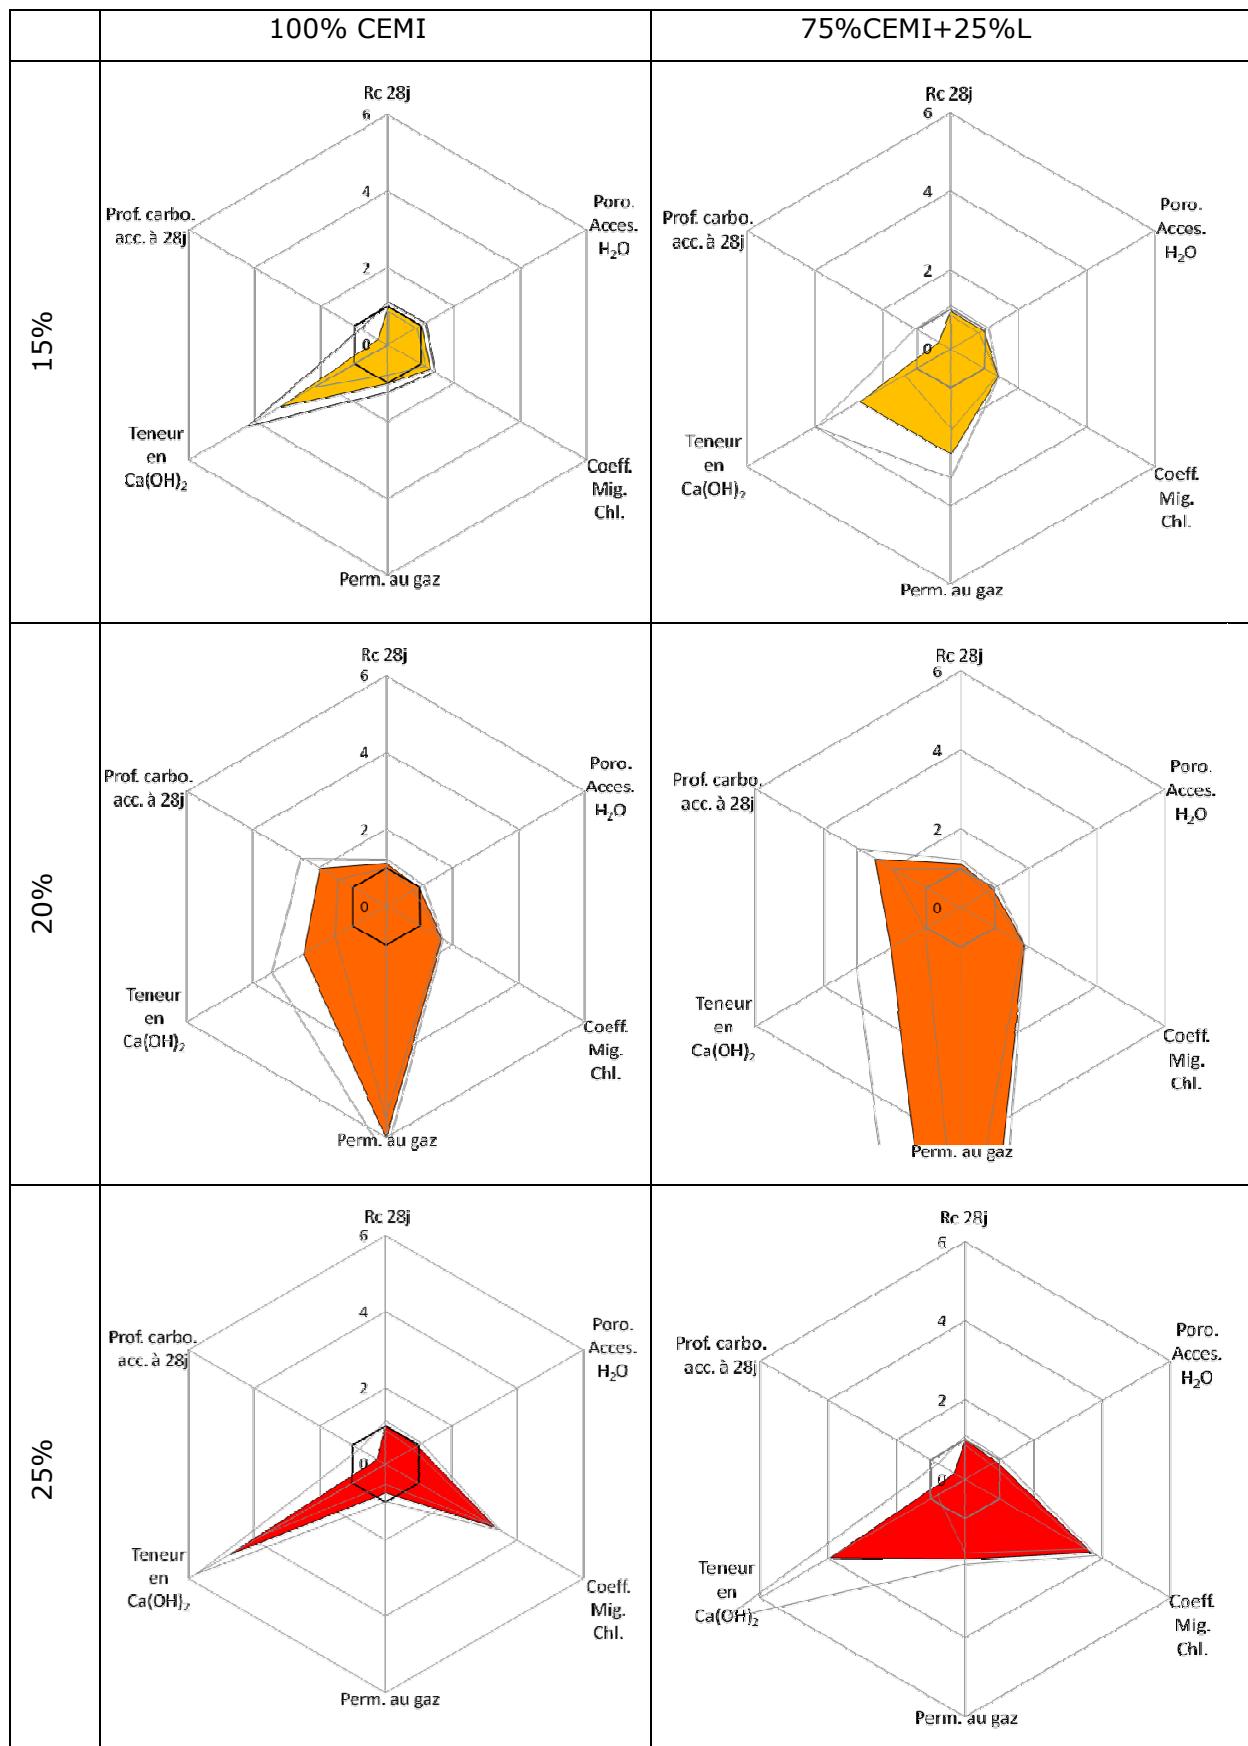 100% CEMI
75%CEMI+25%L
15%
Rc 28j
6
4
2
0
Poro.
Acces.
H₂O
Coeff.
Mig.
Chl.
Perm. au gaz
Teneur
en
Ca(OH)₂
Prof. carbo.
acc. à 28j
Rc 28j
6
4
2
0
Poro.
Acces.
H₂O
Coeff.
Mig.
Chl.
Perm. au gaz
Teneur
en
Ca(OH)₂
Prof. carbo.
acc. à 28j
20%
Rc 28j
6
4
2
0
Poro.
Acces.
H₂O
Coeff.
Mig.
Chl.
Perm. au gaz
Teneur
en
Ca(OH)₂
Prof. carbo.
acc. à 28j
Rc 28j
6
4
2
0
Poro.
Acces.
H₂O
Coeff.
Mig.
Chl.
Perm. au gaz
Teneur
en
Ca(OH)₂
Prof. carbo.
acc. à 28j
25%
Rc 28j
6
4
2
0
Poro.
Acces.
H₂O
Coeff.
Mig.
Chl.
Perm. au gaz
Teneur
en
Ca(OH)₂
Prof. carbo.
acc. à 28j
Rc 28j
6
4
2
0
Poro.
Acces.
H₂O
Coeff.
Mig.
Chl.
Perm. au gaz
Teneur
en
Ca(OH)₂
Prof. carbo.
acc. à 28j